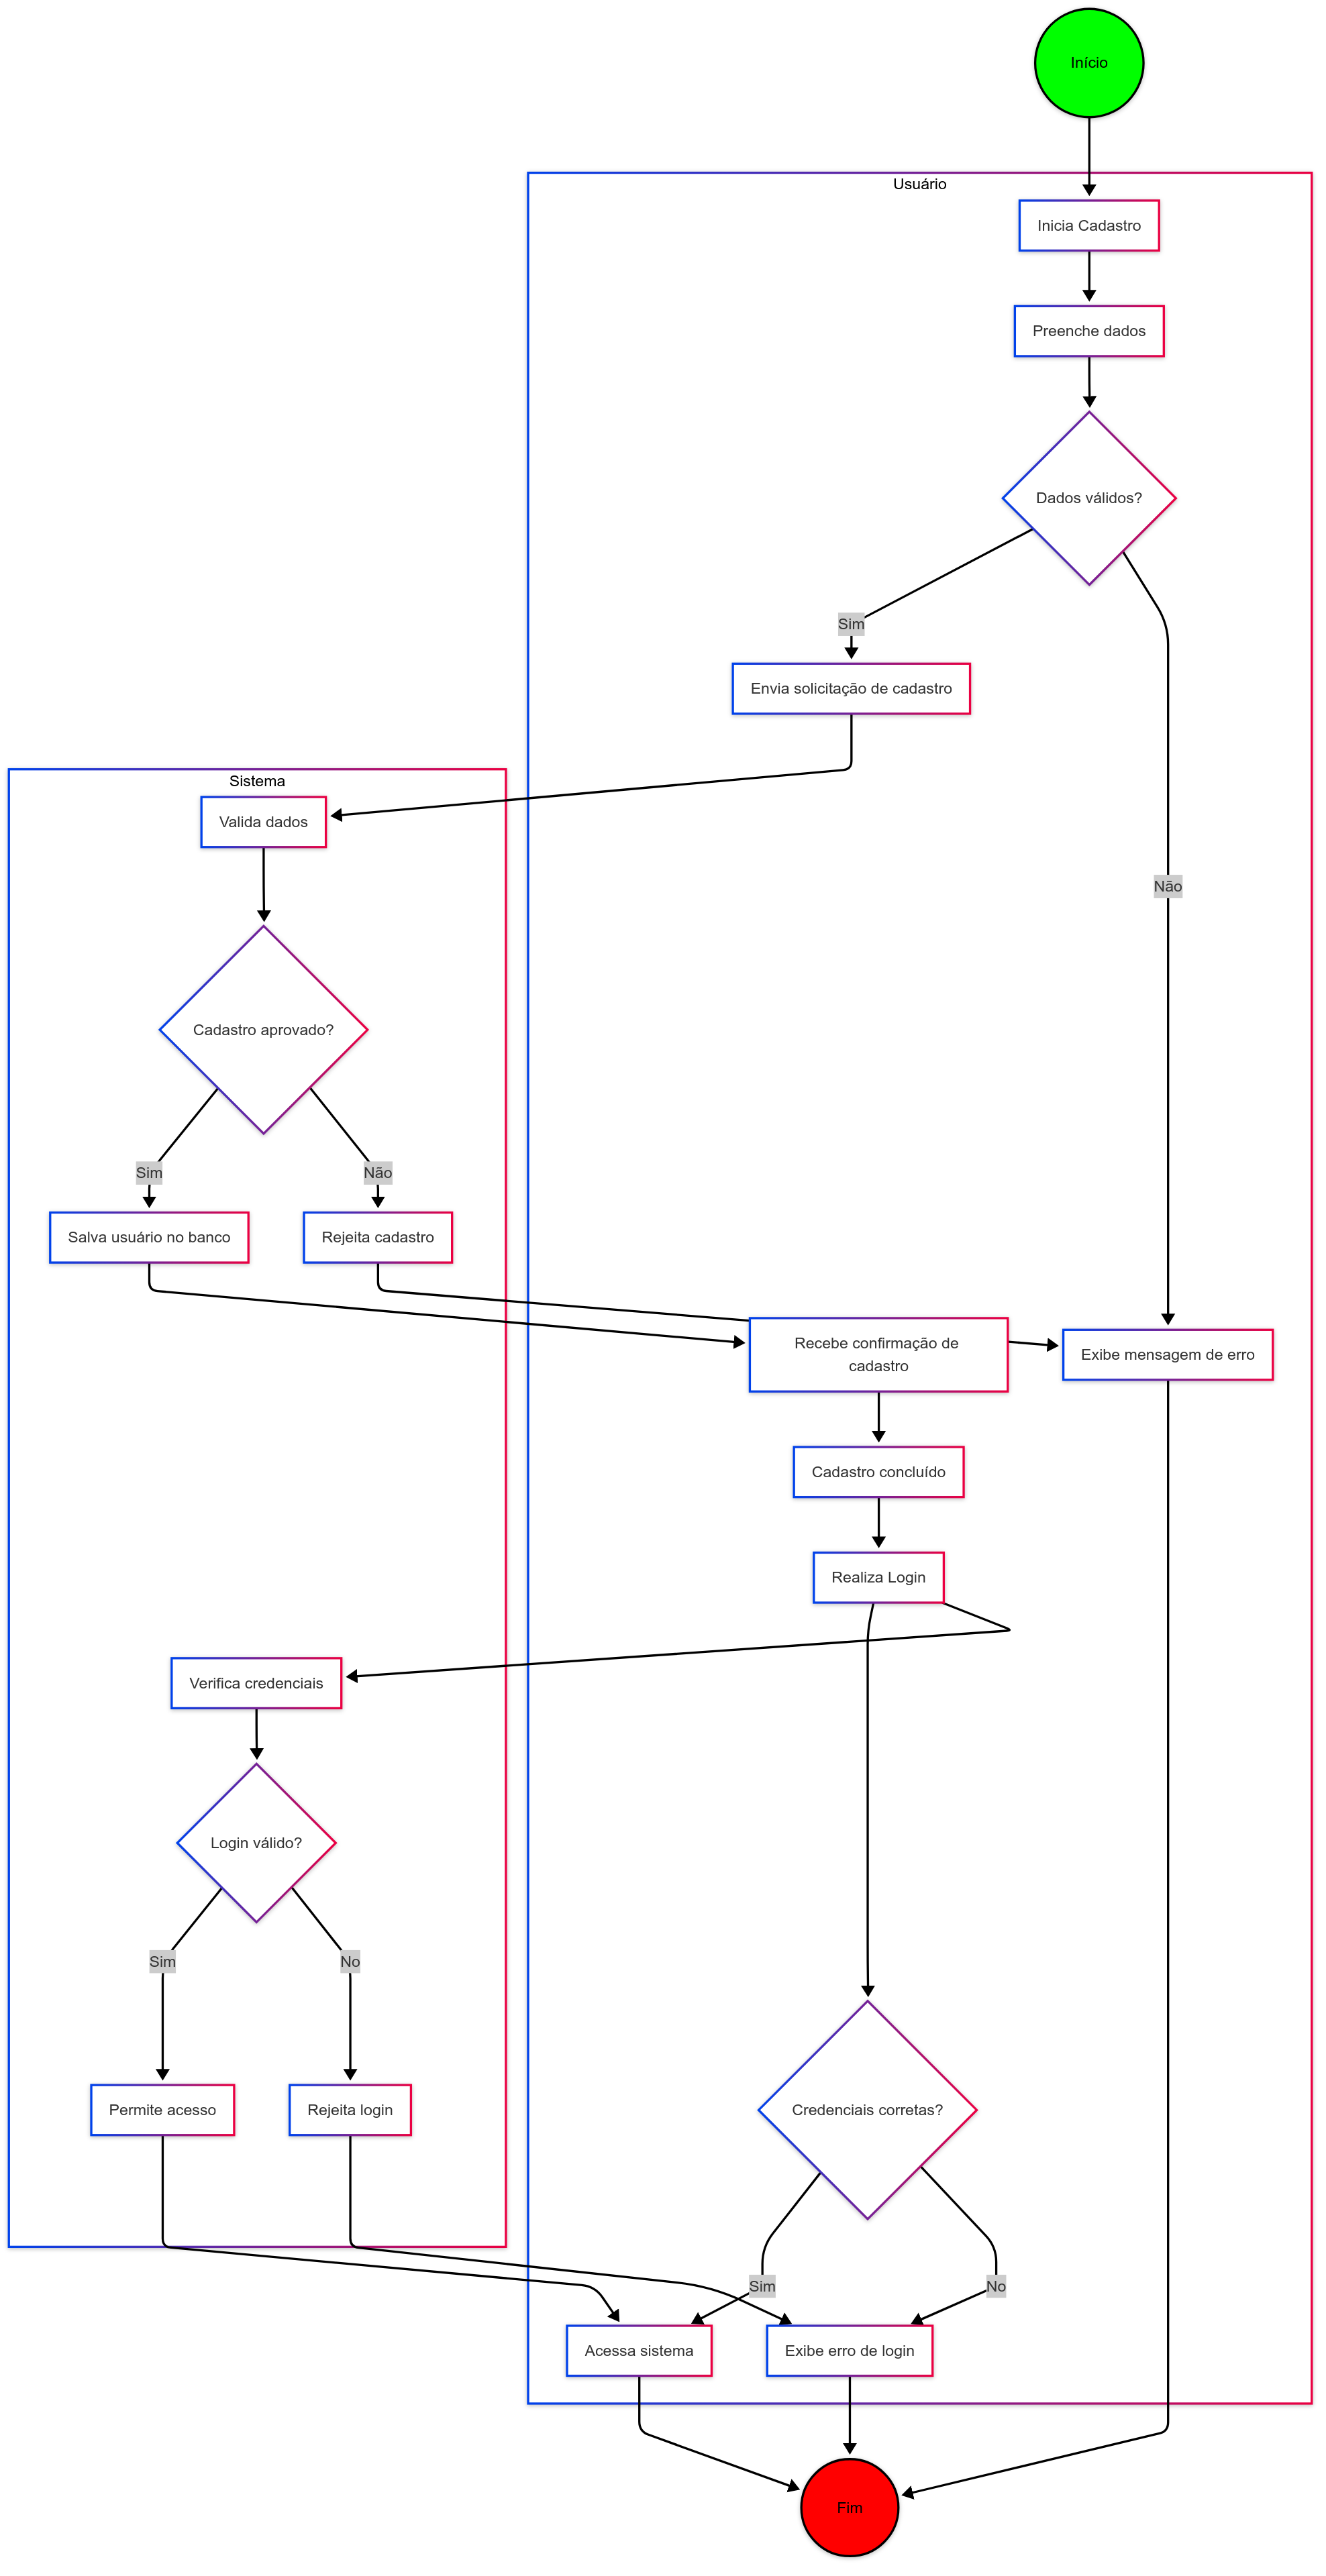 Início
Usuário
Inicia Cadastro
Preenche dados
Dados válidos?
Sim
Envia solicitação de cadastro
Sistema
Valida dados
Não
Cadastro aprovado?
Sim
Não
Salva usuário no banco
Rejeita cadastro
Recebe confirmação de
cadastro
Exibe mensagem de erro
Cadastro concluído
Realiza Login
Verifica credenciais
Login válido?
Sim
No
Permite acesso
Rejeita login
Credenciais corretas?
Sim
No
Acessa sistema
Exibe erro de login
Fim